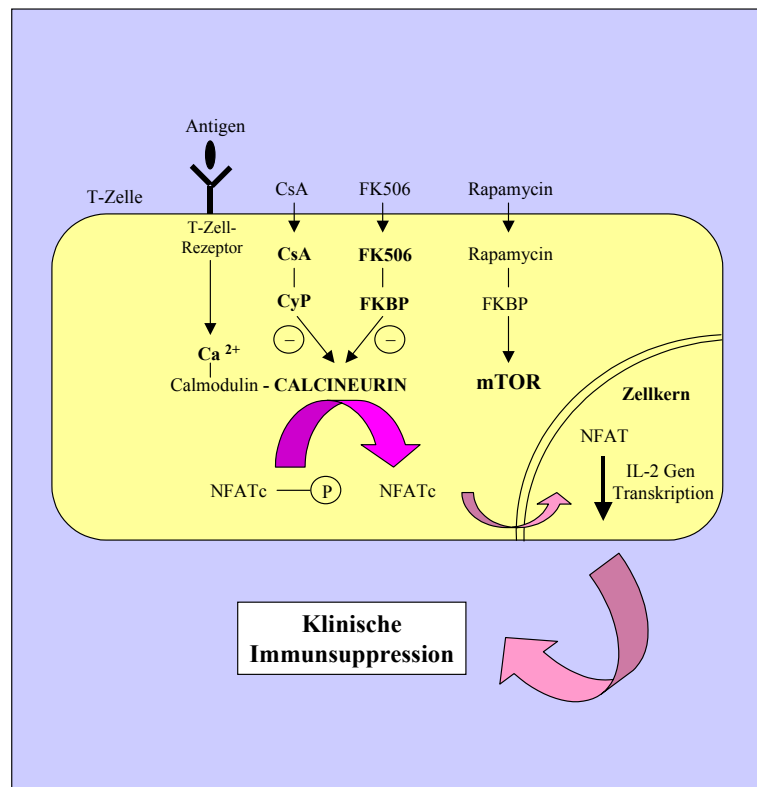 Antigen
T-Zelle
CsA
FK506
Rapamycin
T-Zell-
Rezeptor
CsA
FK506
Rapamycin
CyP
FKBP
FKBP
–
–
Ca 2+
Calmodulin - CALCINEURIN
mTOR
Zellkern
NFAT
IL-2 Gen
Transkription
NFATc
P
NFATc
Klinische
Immunsuppression